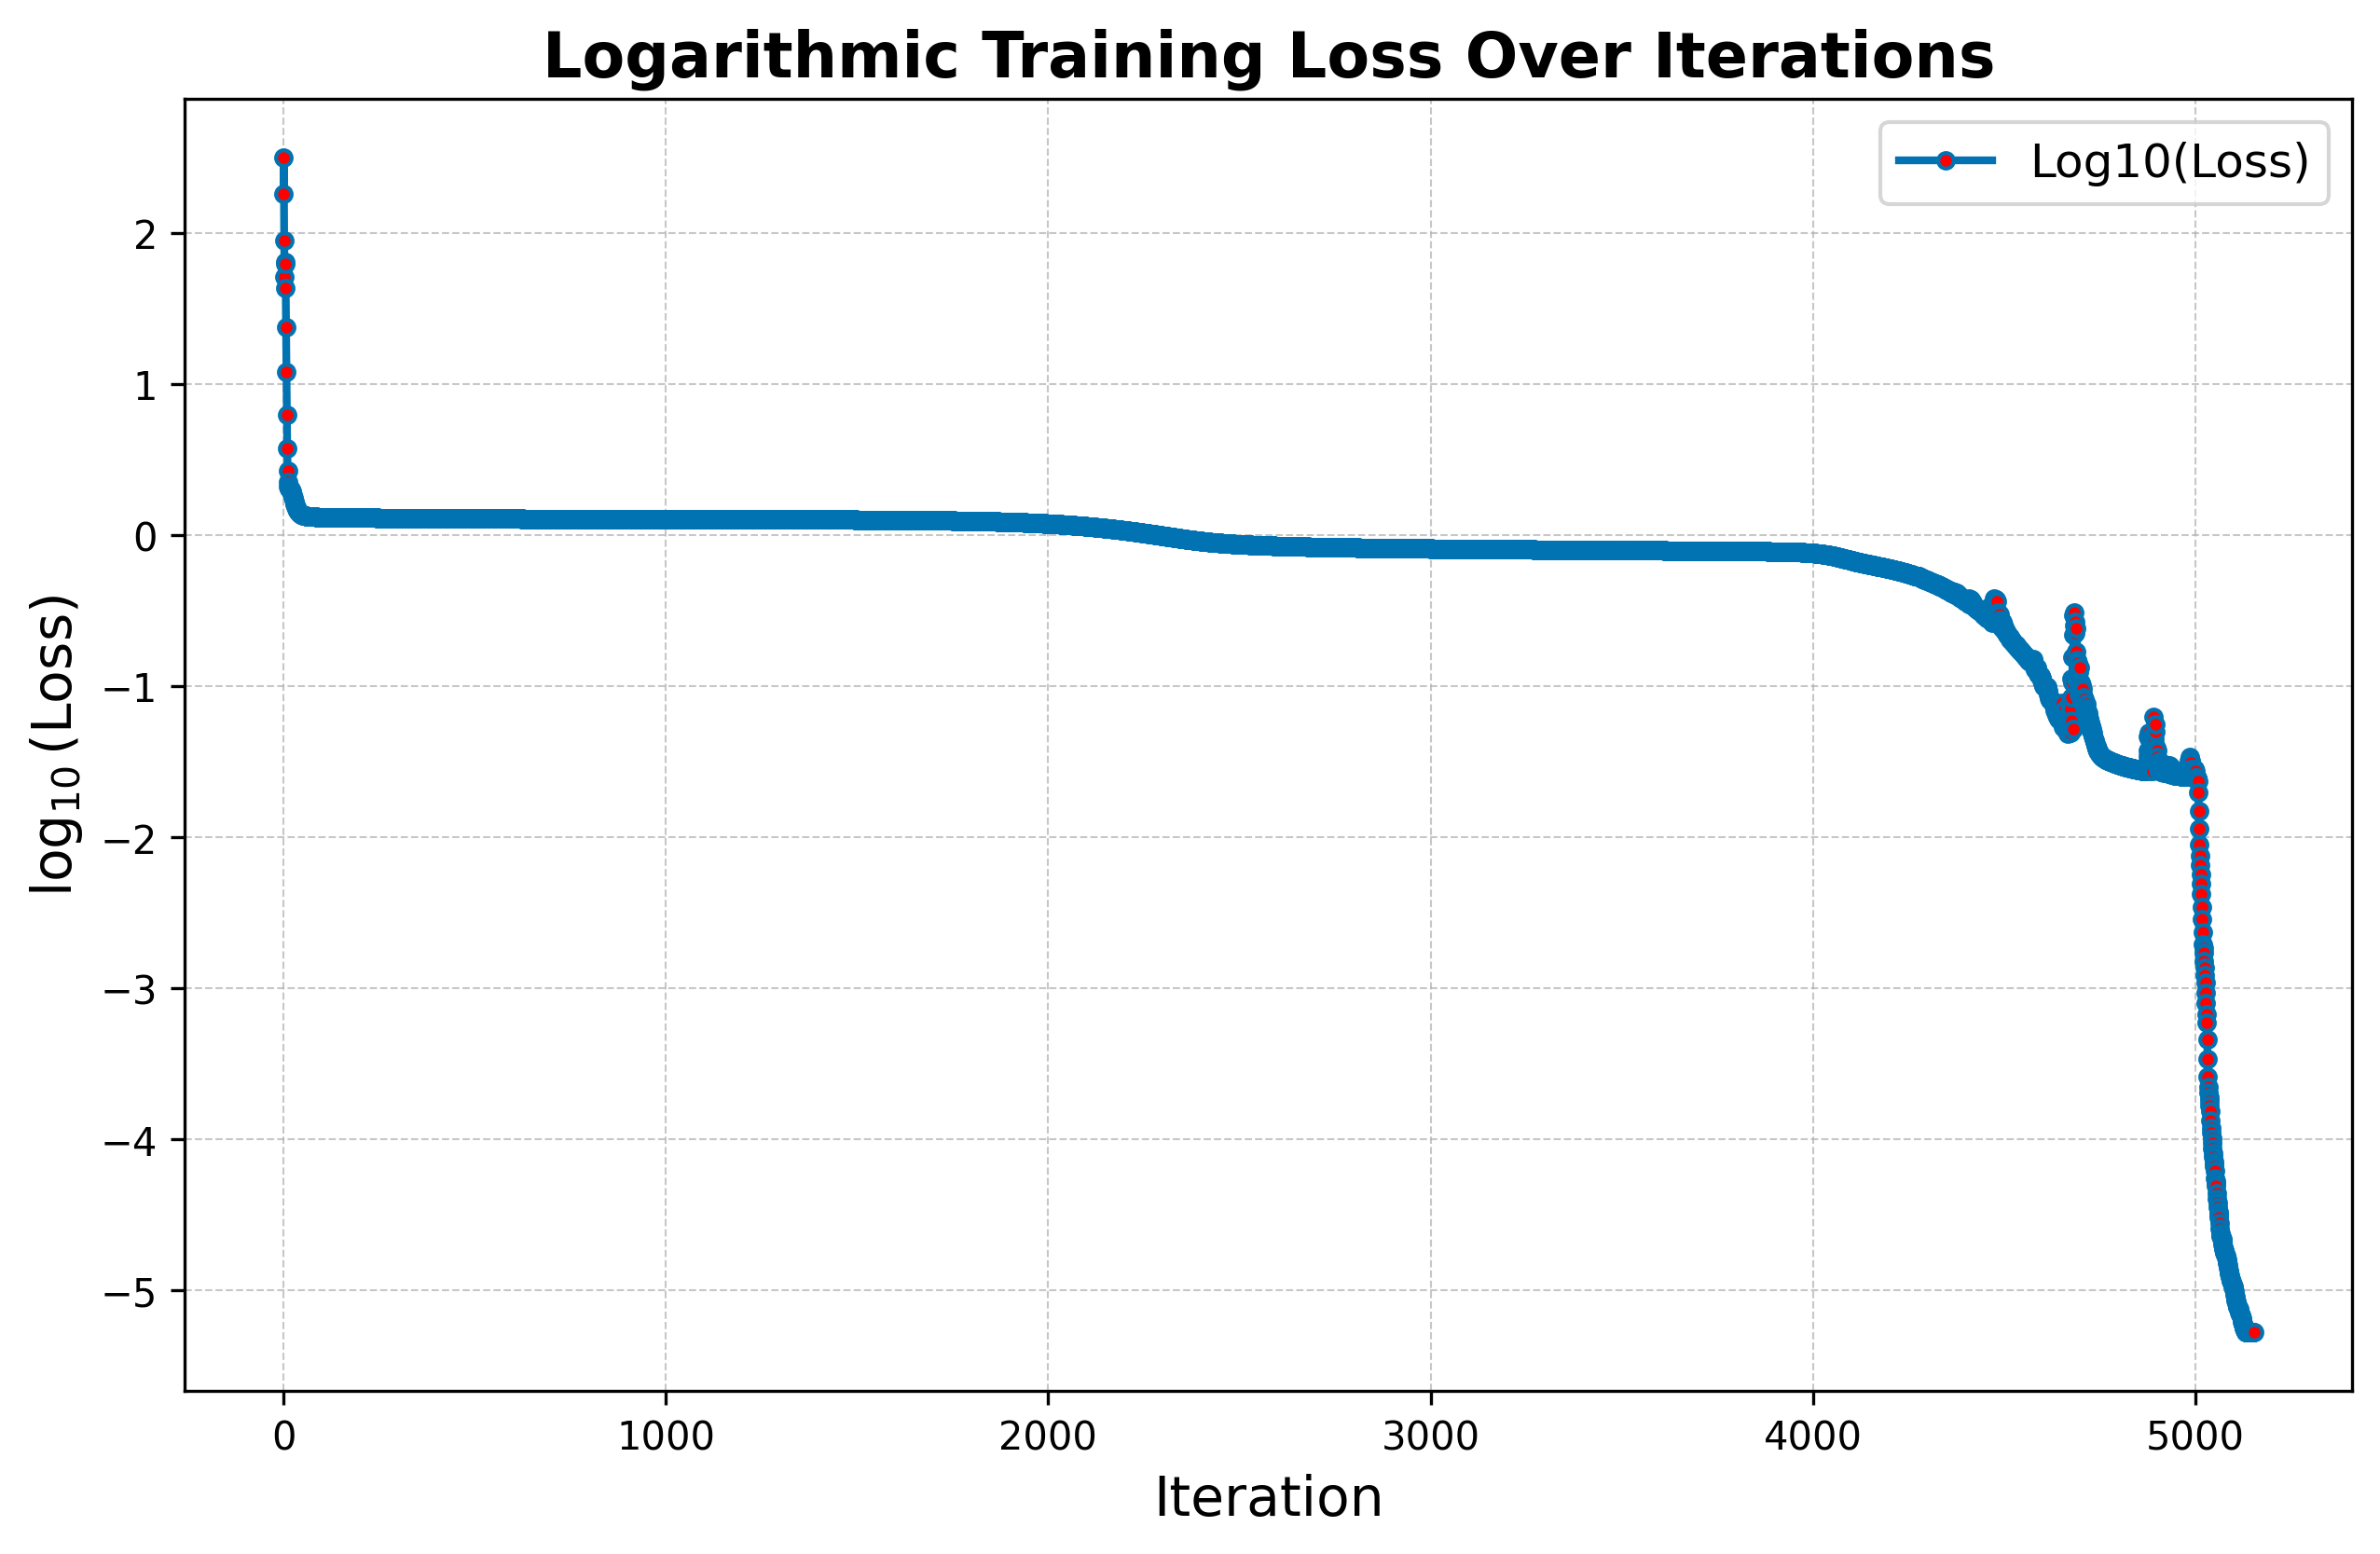 Logarithmic Training Loss Over Iterations
Log10(Loss)
2
1
0
−1
−2
−3
−4
−5
log₁₀ (Loss)
0 1000 2000 3000 4000 5000
Iteration